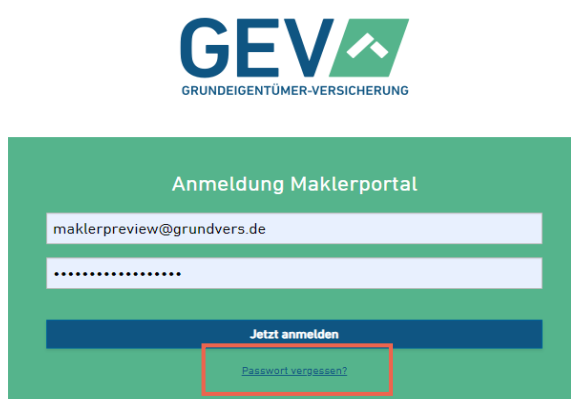 GEV
GRUNDEIGENTÜMER-VERSICHERUNG
Anmeldung Maklerportal
maklerpreview@grundvers.de
••••••••••••••••••
Jetzt anmelden
Passwort vergessen?